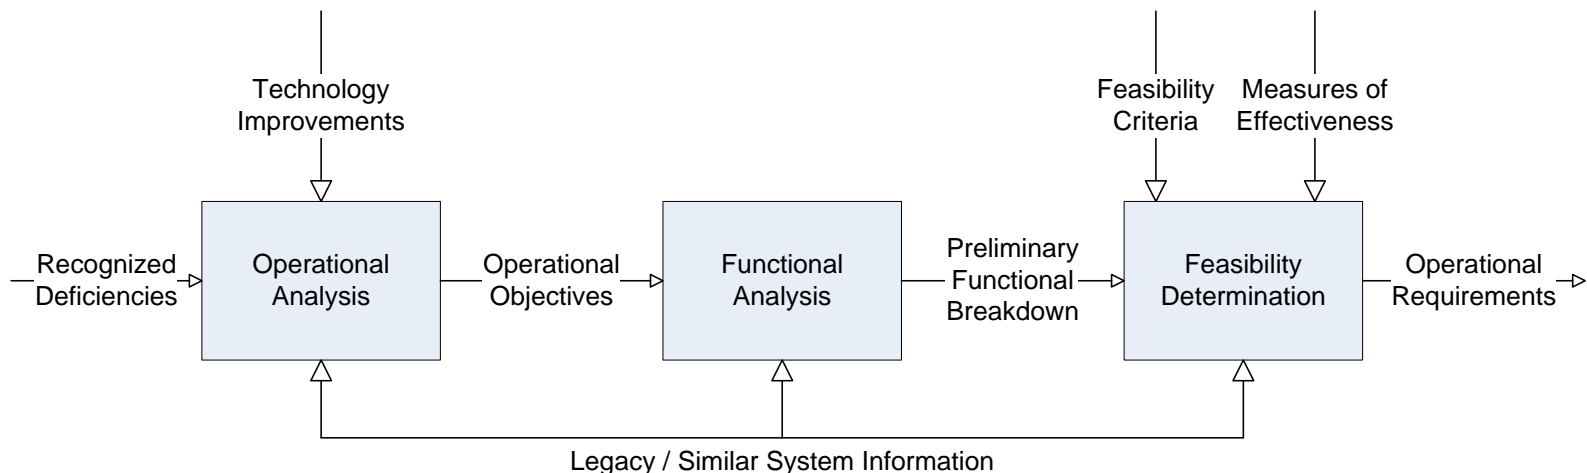 Technology
Improvements
Feasibility
Criteria
Measures of
Effectiveness
Recognized
Deficiencies
Operational
Analysis
Operational
Objectives
Functional
Analysis
Preliminary
Functional
Breakdown
Feasibility
Determination
Operational
Requirements
Legacy / Similar System Information